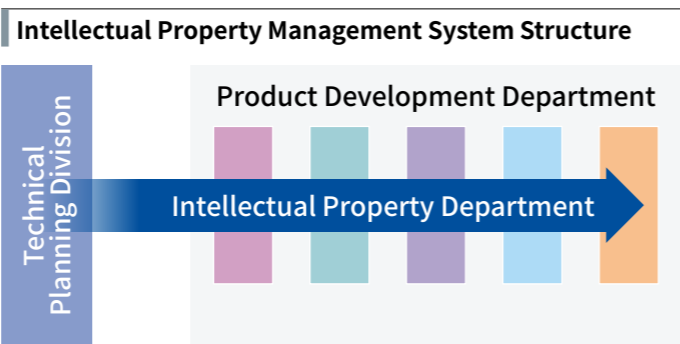 Intellectual Property Management System Structure
Technical
Planning Division
Product Development Department
Intellectual Property Department